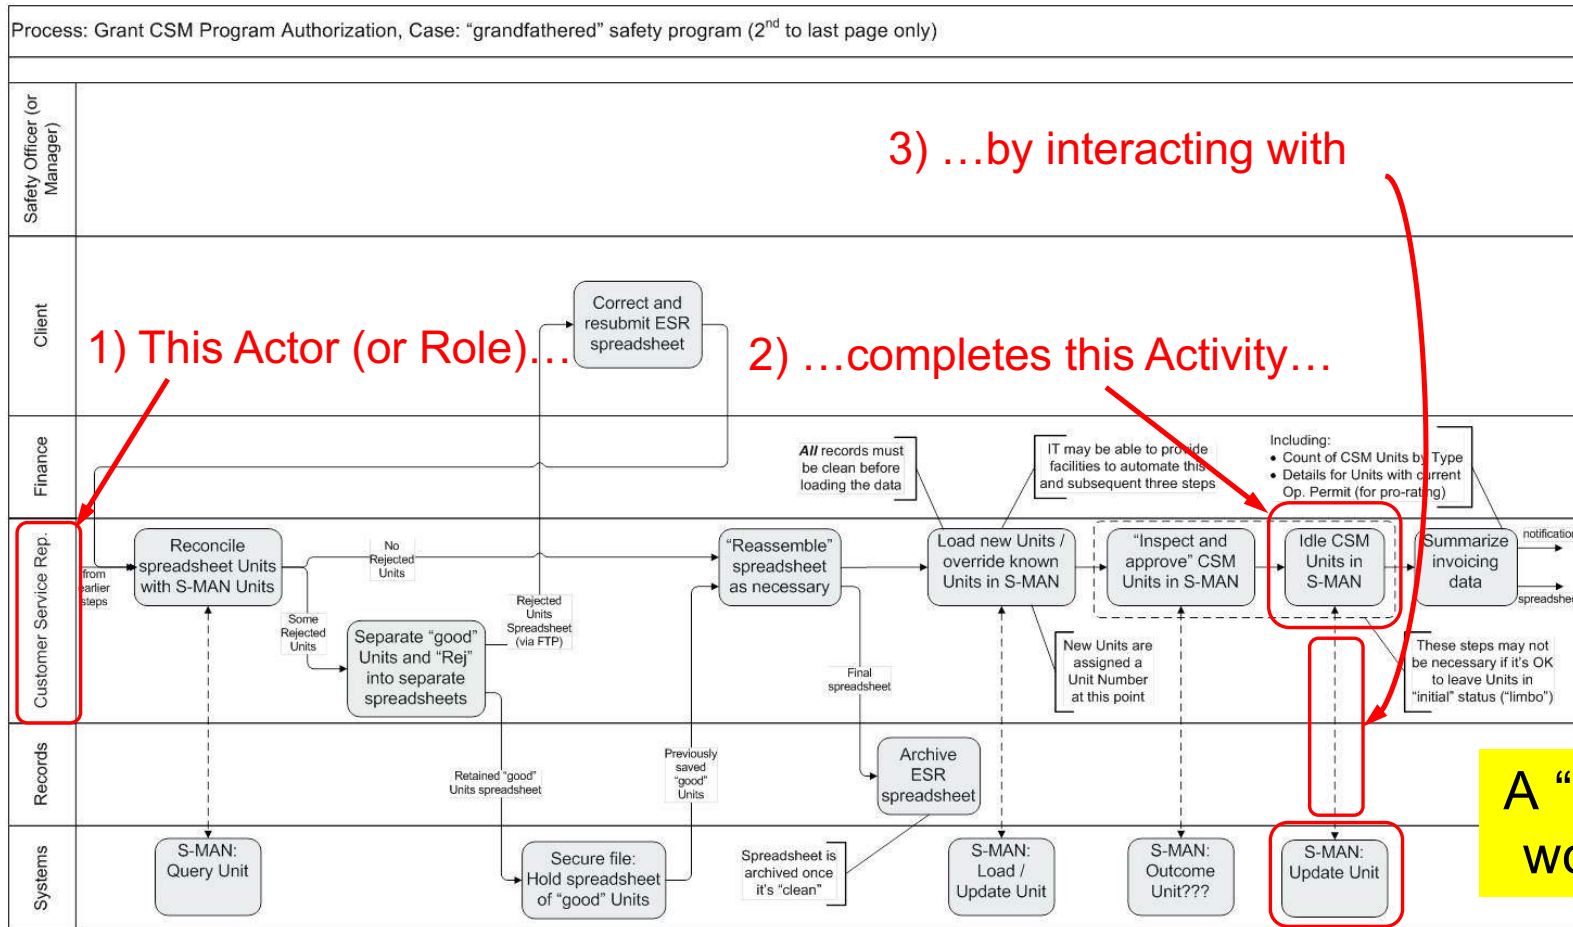 Process: Grant CSM Program Authorization, Case: “grandfathered” safety program (2nd to last page only)
Safety Officer (or
Manager)
3) …by interacting with
Client
Correct and
resubmit ESR
spreadsheet
1) This Actor (or Role)…
2) …completes this Activity…
Finance
All records must
be clean before
loading the data
IT may be able to provide
facilities to automate this
and subsequent three steps
Including:
• Count of CSM Units by Type
• Details for Units with current
Op. Permit (for pro-rating)
Customer Service Rep.
from
earlier
steps
Reconcile
spreadsheet Units
with S-MAN Units
No
Rejected
Units
Some
Rejected
Units
Separate “good”
Units and “Rej”
into separate
spreadsheets
Rejected
Units
Spreadsheet
(via FTP)
“Reassemble”
spreadsheet
as necessary
Final
spreadsheet
Load new Units /
override known
Units in S-MAN
New Units are
assigned a
Unit Number
at this point
“Inspect and
approve” CSM
Units in S-MAN
Idle CSM
Units in
S-MAN
These steps may not
be necessary if it’s OK
to leave Units in
“initial” status (“limbo”)
Summarize
invoicing
data
notification
spreadsheet
Records
Retained “good”
Units spreadsheet
Previously
saved
“good”
Units
Archive
ESR
spreadsheet
A “
wo
Systems
S-MAN:
Query Unit
Secure file:
Hold spreadsheet
of “good” Units
Spreadsheet is
archived once
it’s “clean”
S-MAN:
Load /
Update Unit
S-MAN:
Outcome
Unit???
S-MAN:
Update Unit